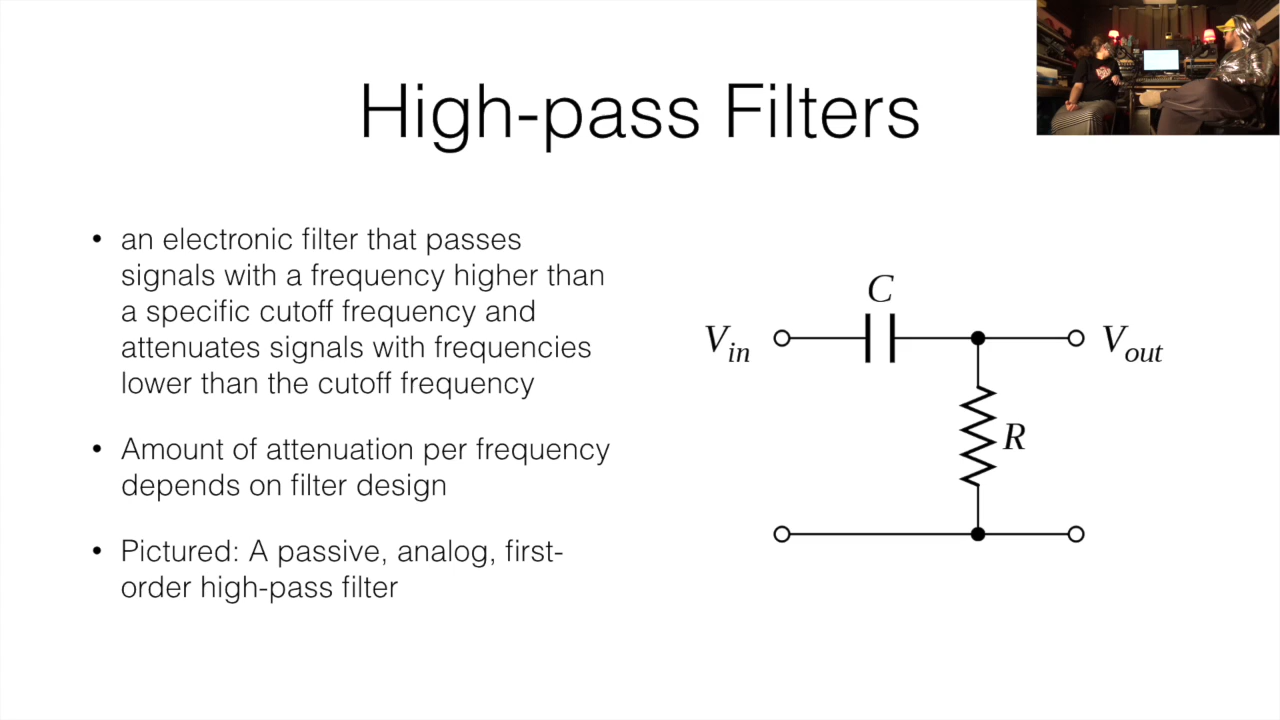 High-pass Filters
• an electronic filter that passes
signals with a frequency higher than
a specific cutoff frequency and
attenuates signals with frequencies
lower than the cutoff frequency
• Amount of attenuation per frequency
depends on filter design
• Pictured: A passive, analog, first-
order high-pass filter
C
V_in
V_out
R